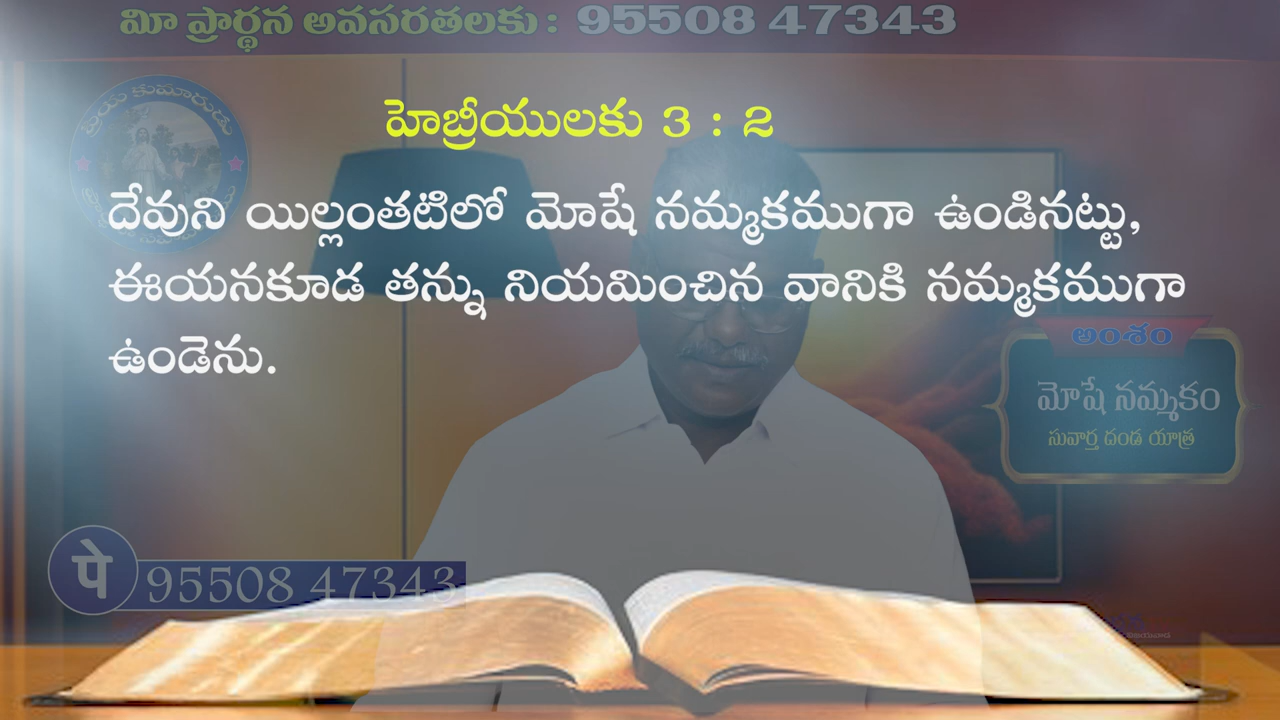 మీ ప్రార్థన అవసరతలకు : 95508 47343
ప్రియ కుమారుడు
హెబ్రీయులకు 3 : 2
దేవుని యిల్లంతటిలో మోషే నమ్మకముగా ఉండినట్టు,
ఈయనకూడ తన్ను నియమించిన వానికి నమ్మకముగా
ఉండెను.
అంశం
మోషే నమ్మకం
సువార్త దండ యాత్ర
पे 95508 47343